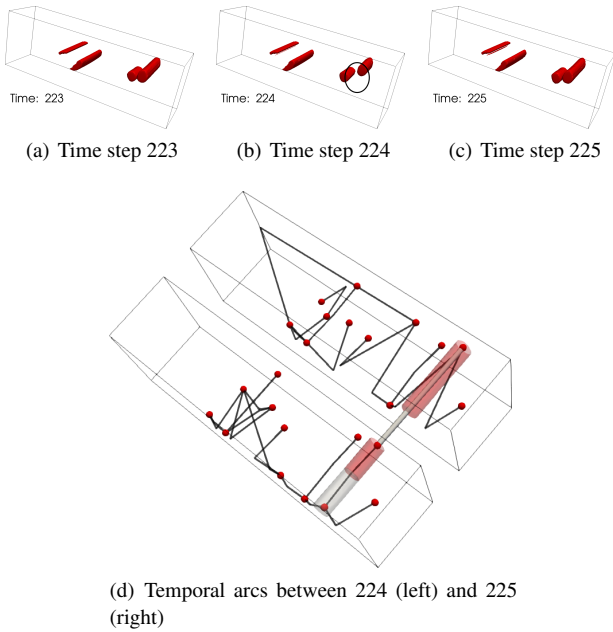 Time: 223
Time: 224
Time: 225
(a) Time step 223
(b) Time step 224
(c) Time step 225
(d) Temporal arcs between 224 (left) and 225
(right)